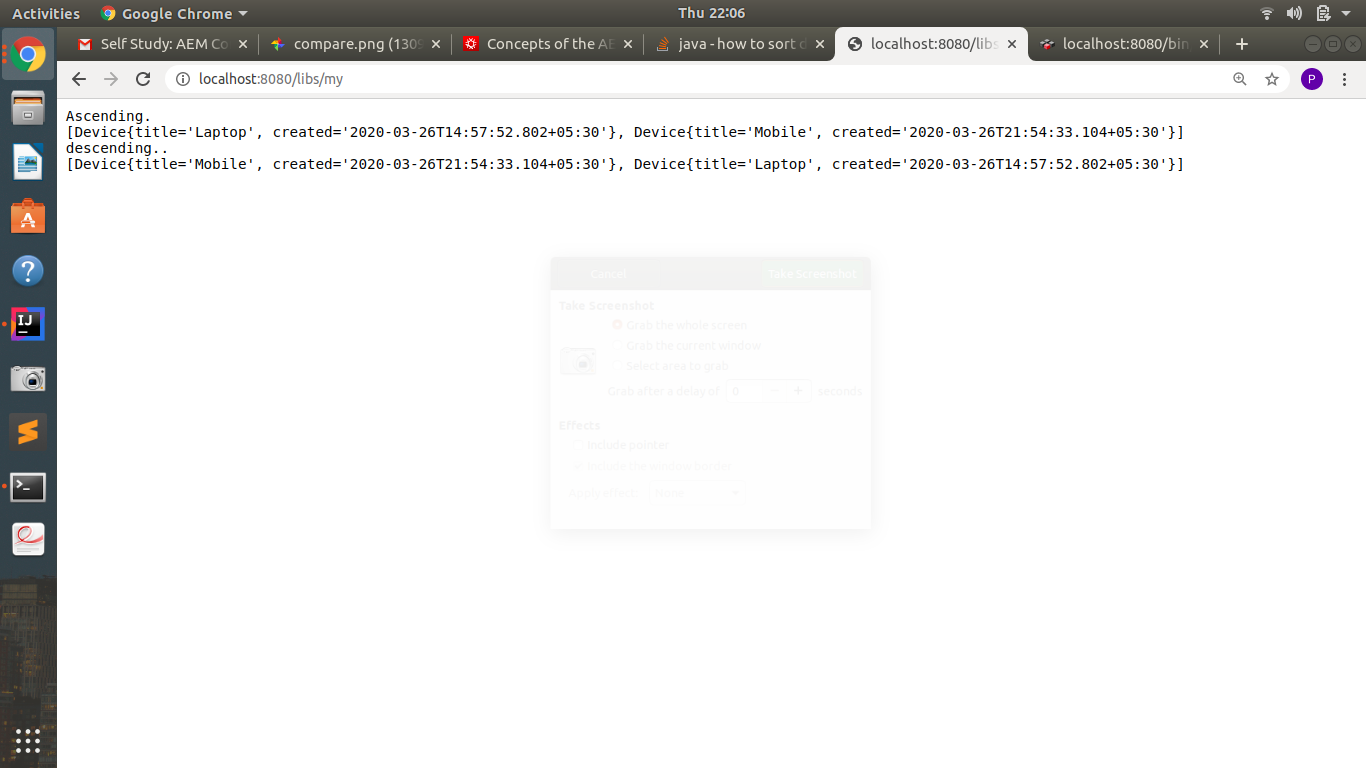 Activities
Google Chrome
Thu 22:06
Self Study: AEM Co
compare.png (1309
Concepts of the AE
java - how to sort d
localhost:8080/libs
localhost:8080/bin
localhost:8080/libs/my
P
Ascending.
[Device{title='Laptop', created='2020-03-26T14:57:52.802+05:30'}, Device{title='Mobile', created='2020-03-26T21:54:33.104+05:30'}]
descending..
[Device{title='Mobile', created='2020-03-26T21:54:33.104+05:30'}, Device{title='Laptop', created='2020-03-26T14:57:52.802+05:30'}]
Cancel
Take Screenshot
Take Screenshot
Grab the whole screen
Grab the current window
Select area to grab
Grab after a delay of 0 - + seconds
Effects
Include pointer
Include the window border
Apply effect: None
IJ